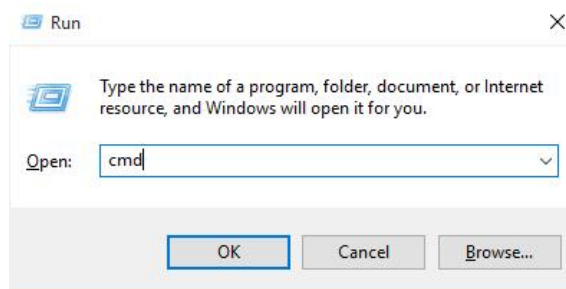 Run
Type the name of a program, folder, document, or Internet
resource, and Windows will open it for you.
Open: cmd
OK Cancel Browse...